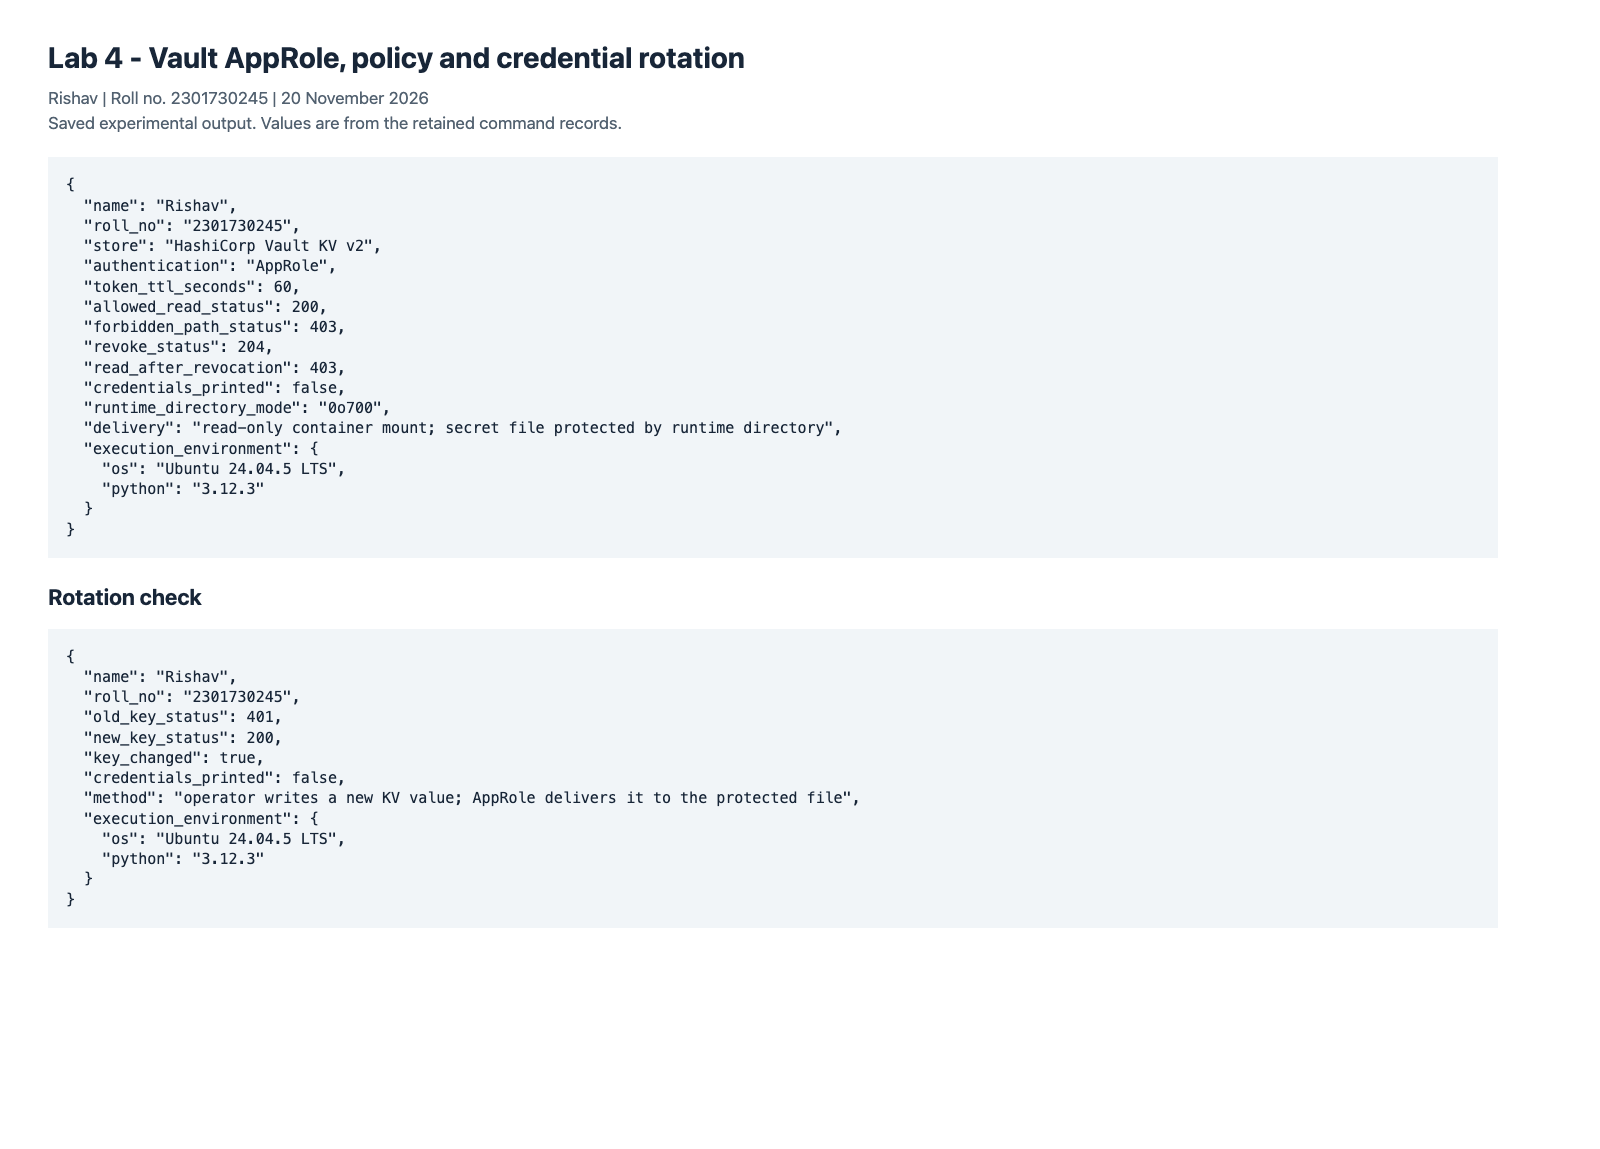 Lab 4 - Vault AppRole, policy and credential rotation
Rishav | Roll no. 2301730245 | 20 November 2026
Saved experimental output. Values are from the retained command records.
{
  "name": "Rishav",
  "roll_no": "2301730245",
  "store": "HashiCorp Vault KV v2",
  "authentication": "AppRole",
  "token_ttl_seconds": 60,
  "allowed_read_status": 200,
  "forbidden_path_status": 403,
  "revoke_status": 204,
  "read_after_revocation": 403,
  "credentials_printed": false,
  "runtime_directory_mode": "0o700",
  "delivery": "read-only container mount; secret file protected by runtime directory",
  "execution_environment": {
    "os": "Ubuntu 24.04.5 LTS",
    "python": "3.12.3"
  }
}
Rotation check
{
  "name": "Rishav",
  "roll_no": "2301730245",
  "old_key_status": 401,
  "new_key_status": 200,
  "key_changed": true,
  "credentials_printed": false,
  "method": "operator writes a new KV value; AppRole delivers it to the protected file",
  "execution_environment": {
    "os": "Ubuntu 24.04.5 LTS",
    "python": "3.12.3"
  }
}